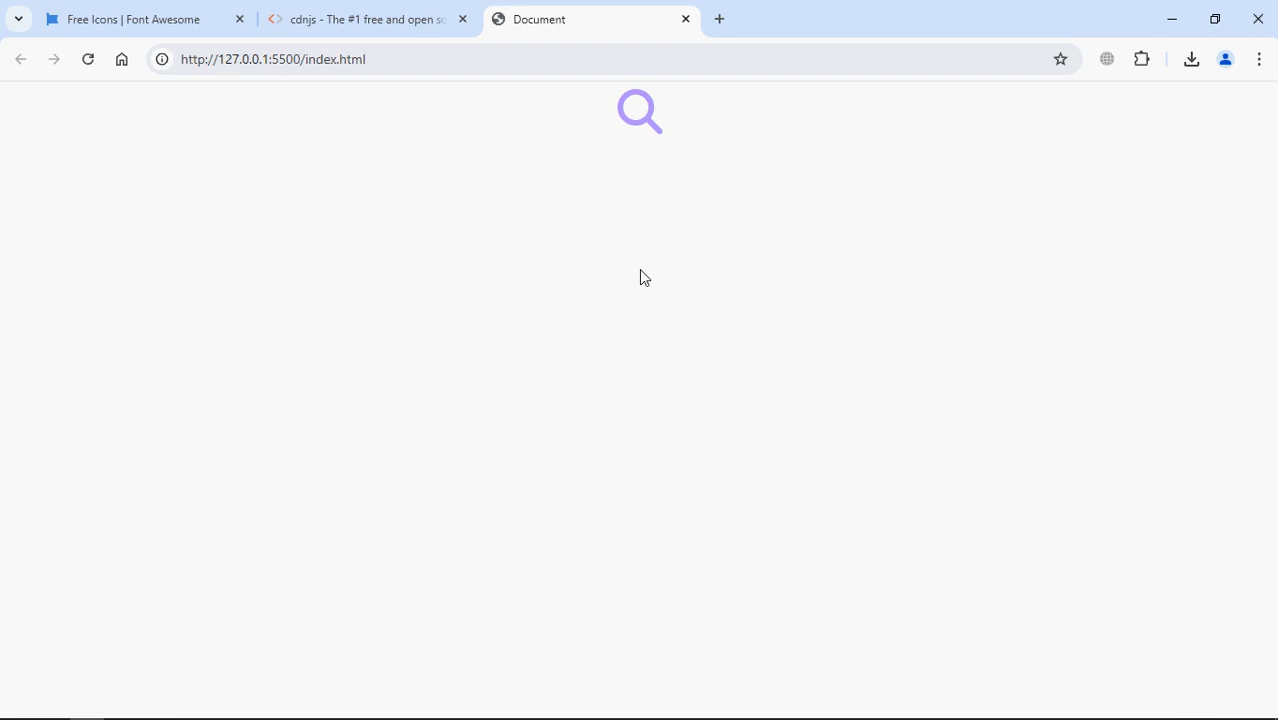 Free Icons | Font Awesome
cdnjs - The #1 free and open so
Document
http://127.0.0.1:5500/index.html